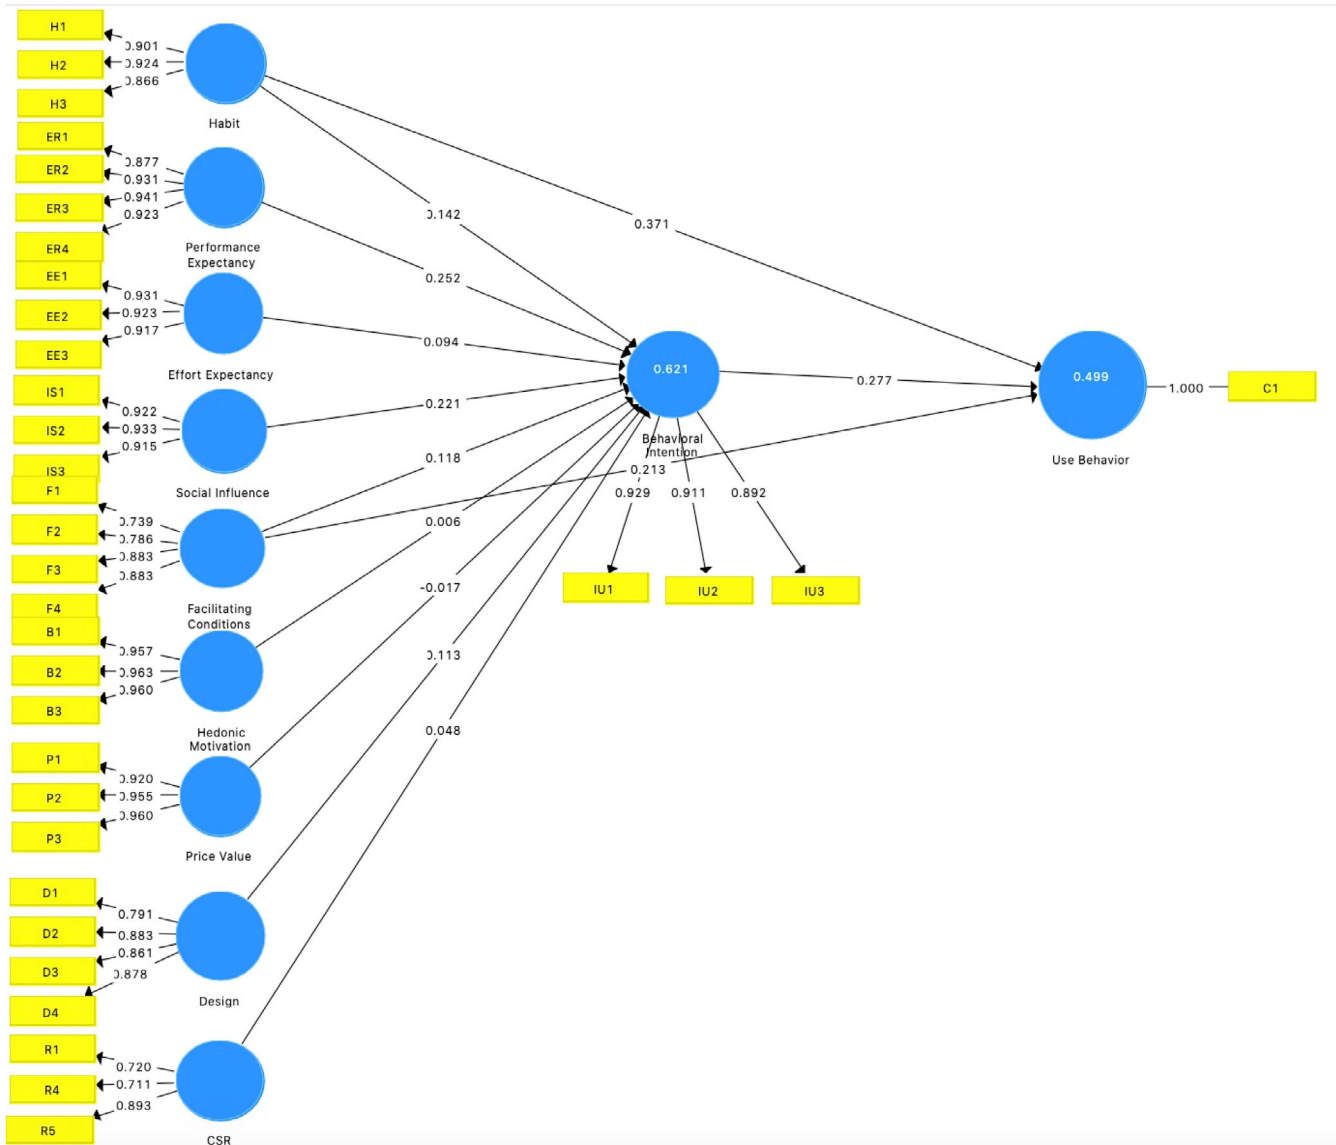 H1
0.901
H2
0.924
0.866
H3
Habit
ER1
0.877
ER2
0.931
0.941
ER3
0.923
ER4
Performance
Expectancy
EE1
0.931
EE2
0.923
0.917
EE3
Effort Expectancy
IS1
0.922
IS2
0.933
0.915
IS3
Social Influence
F1
0.739
F2
0.786
0.883
F3
0.883
F4
Facilitating
Conditions
B1
0.957
B2
0.963
0.960
B3
Hedonic
Motivation
P1
0.920
P2
0.955
0.960
P3
Price Value
D1
0.791
D2
0.883
0.861
D3
0.878
D4
Design
R1
0.720
R4
0.711
0.893
R5
CSR
0.142
0.371
0.252
0.094
0.221
0.118
0.213
0.006
-0.017
0.113
0.048
0.621
Behavioral
Intention
0.929
0.911
0.892
IU1
IU2
IU3
0.277
0.499
Use Behavior
1.000
C1